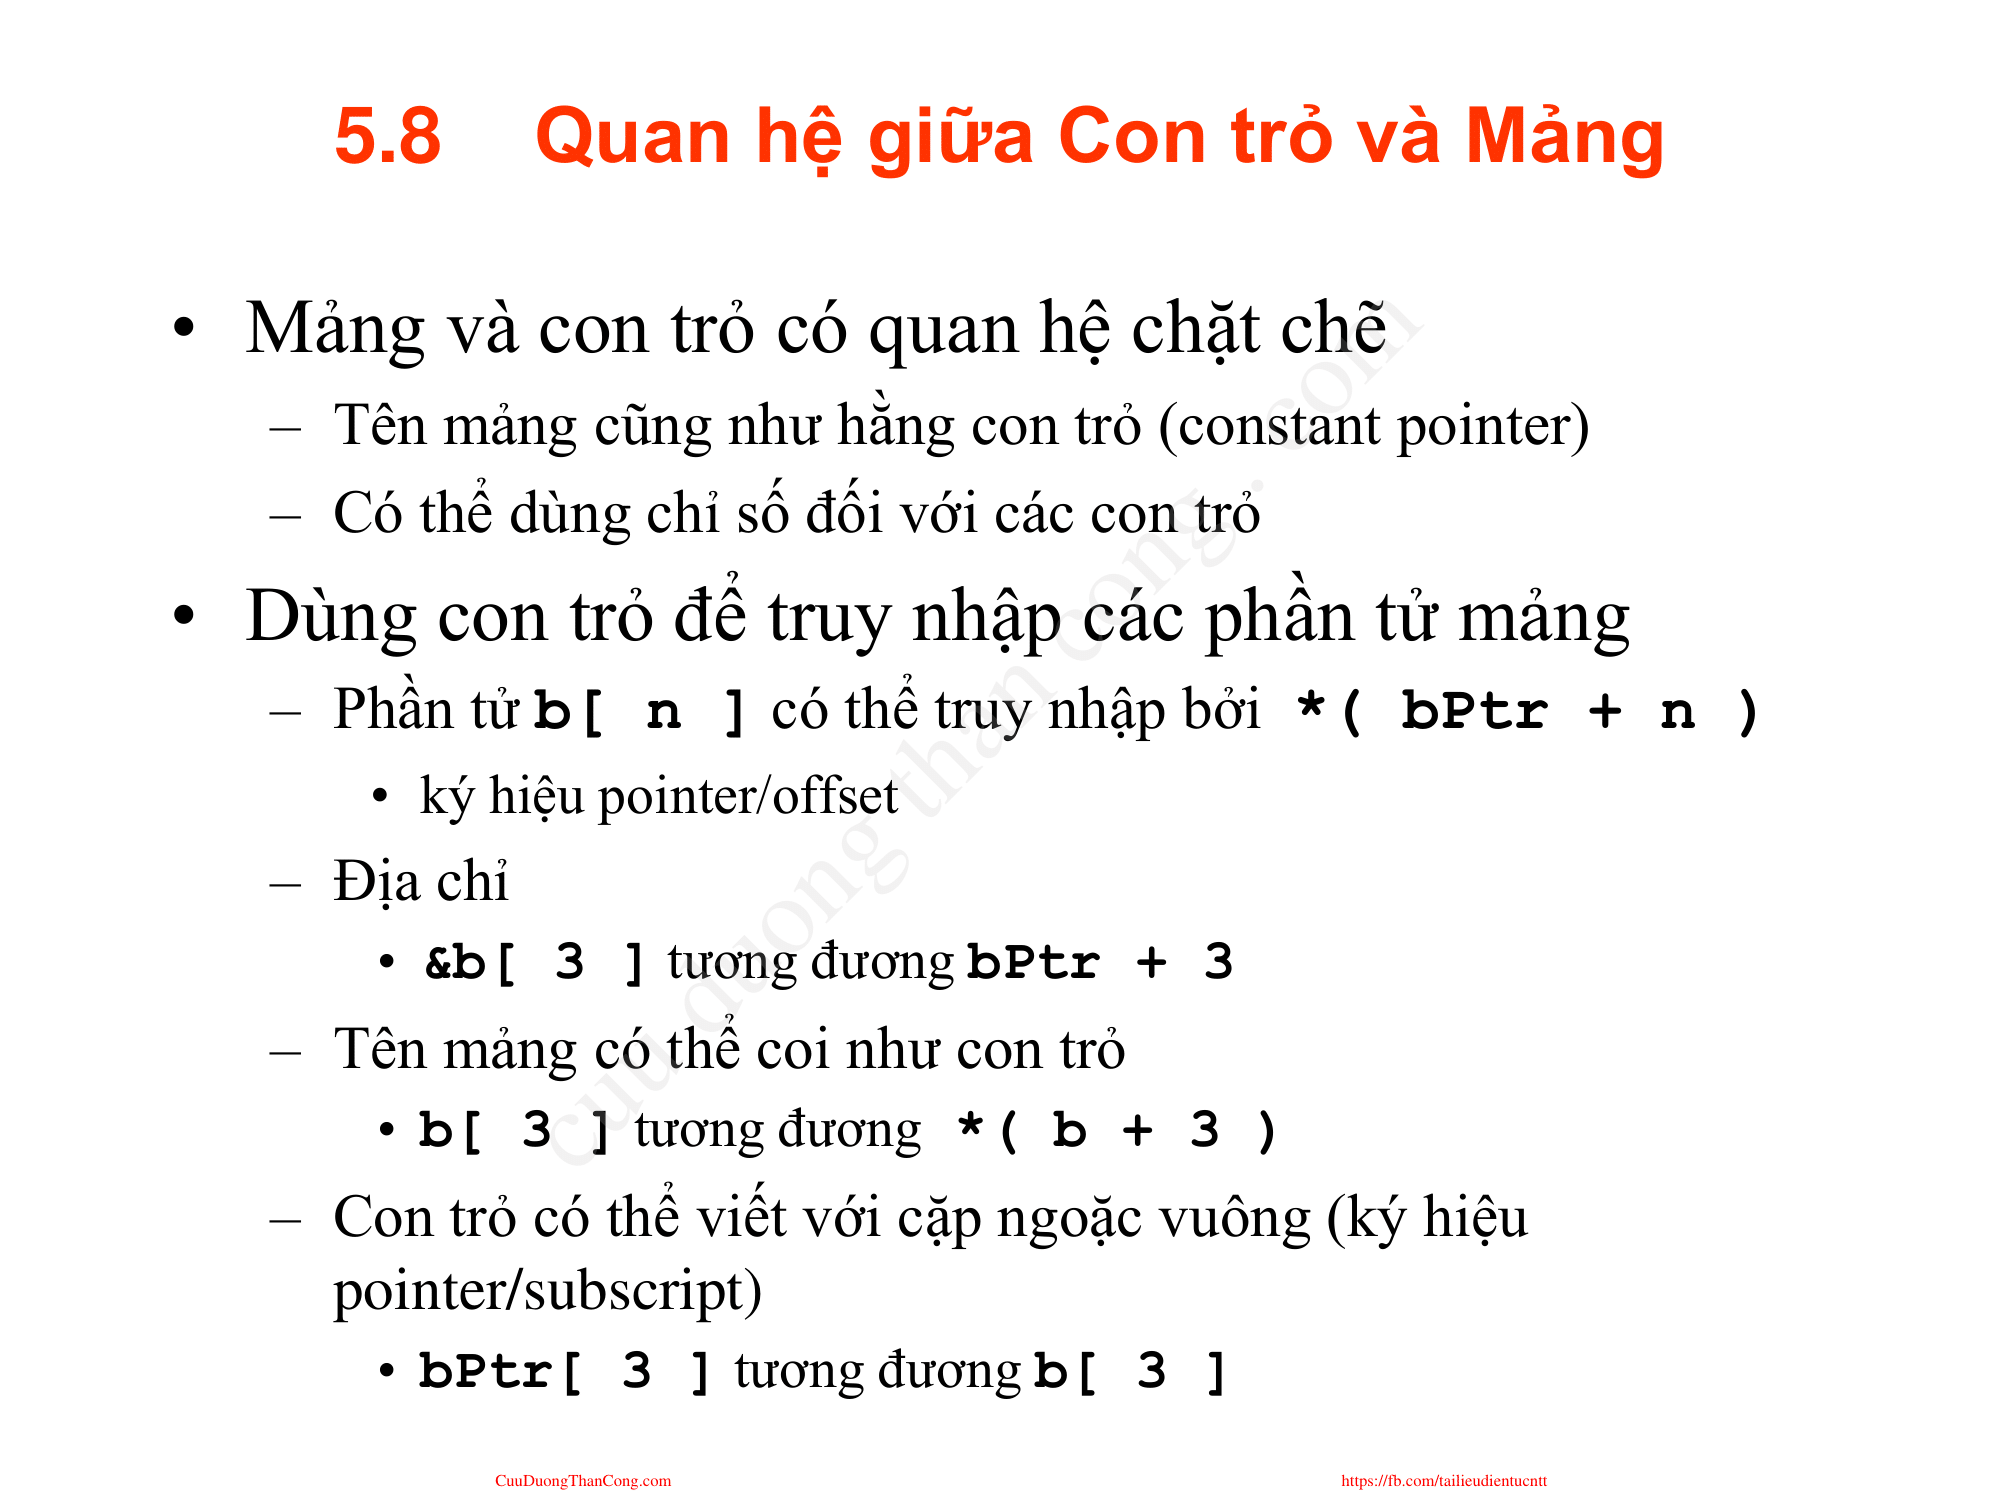 5.8 Quan hệ giữa Con trỏ và Mảng
• Mảng và con trỏ có quan hệ chặt chẽ
– Tên mảng cũng như hằng con trỏ (constant pointer)
– Có thể dùng chỉ số đối với các con trỏ
• Dùng con trỏ để truy nhập các phần tử mảng
– Phần tử b[ n ] có thể truy nhập bởi *( bPtr + n )
• ký hiệu pointer/offset
– Địa chỉ
• &b[ 3 ] tương đương bPtr + 3
– Tên mảng có thể coi như con trỏ
• b[ 3 ] tương đương *( b + 3 )
– Con trỏ có thể viết với cặp ngoặc vuông (ký hiệu
pointer/subscript)
• bPtr[ 3 ] tương đương b[ 3 ]
cuu duong than cong . com
CuuDuongThanCong.com https://fb.com/tailieudientucntt